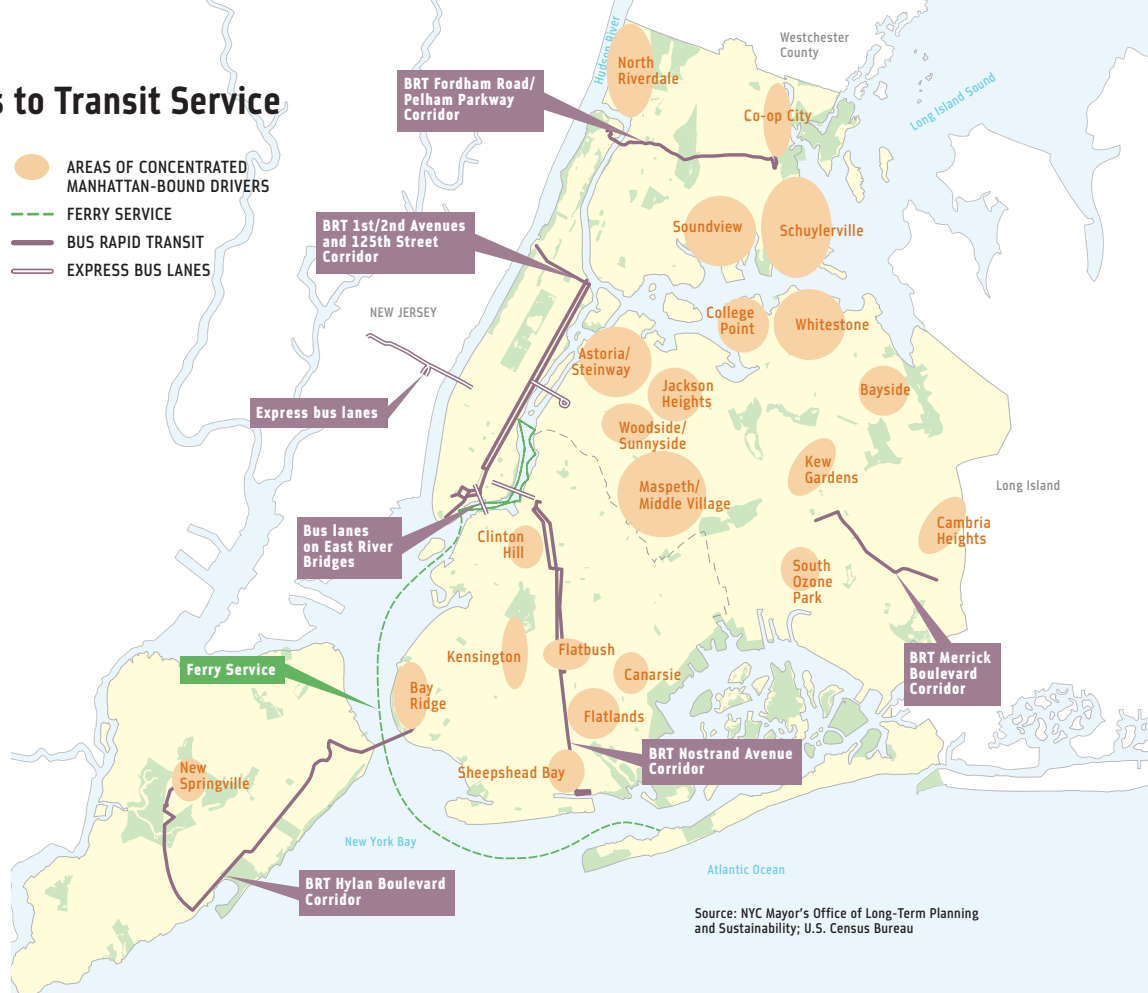 s to Transit Service
AREAS OF CONCENTRATED
MANHATTAN-BOUND DRIVERS
FERRY SERVICE
BUS RAPID TRANSIT
EXPRESS BUS LANES
Hudson River
Westchester
County
Long Island Sound
North
Riverdale
BRT Fordham Road/
Pelham Parkway
Corridor
Co-op City
BRT 1st/2nd Avenues
and 125th Street
Corridor
Soundview
Schuylerville
NEW JERSEY
College
Point
Whitestone
Astoria/
Steinway
Jackson
Heights
Bayside
Express bus lanes
Woodside/
Sunnyside
Kew
Gardens
Maspeth/
Middle Village
Long Island
Cambria
Heights
Bus lanes
on East River
Bridges
Clinton
Hill
South
Ozone
Park
Kensington
Flatbush
Canarsie
BRT Merrick
Boulevard
Corridor
Ferry Service
Bay
Ridge
Flatlands
BRT Nostrand Avenue
Corridor
Sheepshead Bay
New
Springville
New York Bay
Atlantic Ocean
BRT Hylan Boulevard
Corridor
Source: NYC Mayor's Office of Long-Term Planning
and Sustainability; U.S. Census Bureau